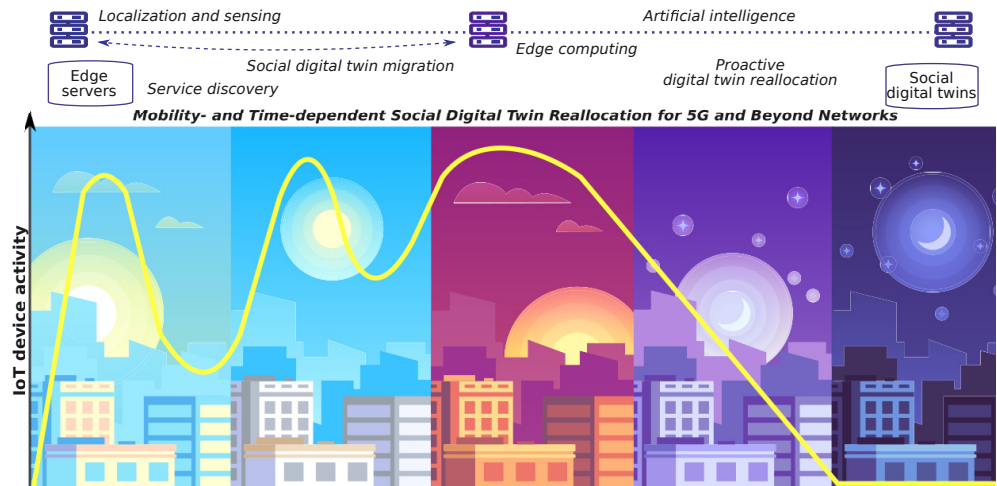 Localization and sensing
Artificial intelligence
Edge computing
Social digital twin migration
Proactive
digital twin reallocation
Edge
servers
Service discovery
Social
digital twins
Mobility- and Time-dependent Social Digital Twin Reallocation for 5G and Beyond Networks
IoT device activity